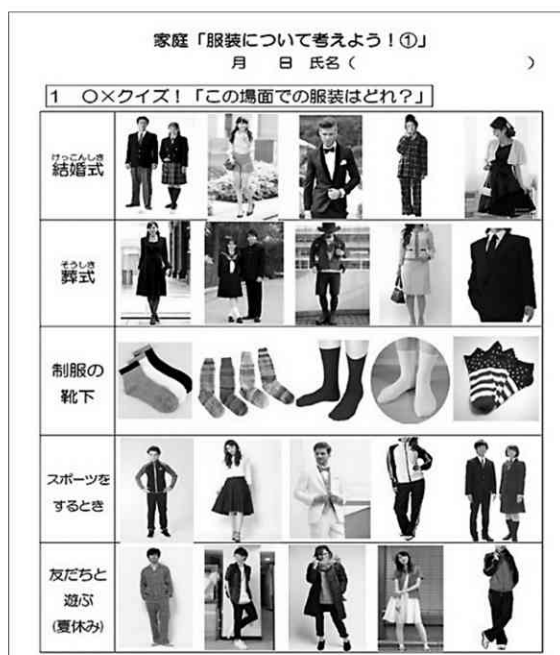 家庭「服装について考えよう！①」
月 日 氏名（ ）
1 ○×クイズ！「この場面での服装はどれ？」
けっこんしき
結婚式
そうしき
葬式
制服の
靴下
スポーツを
するとき
友だちと
遊ぶ
(夏休み)